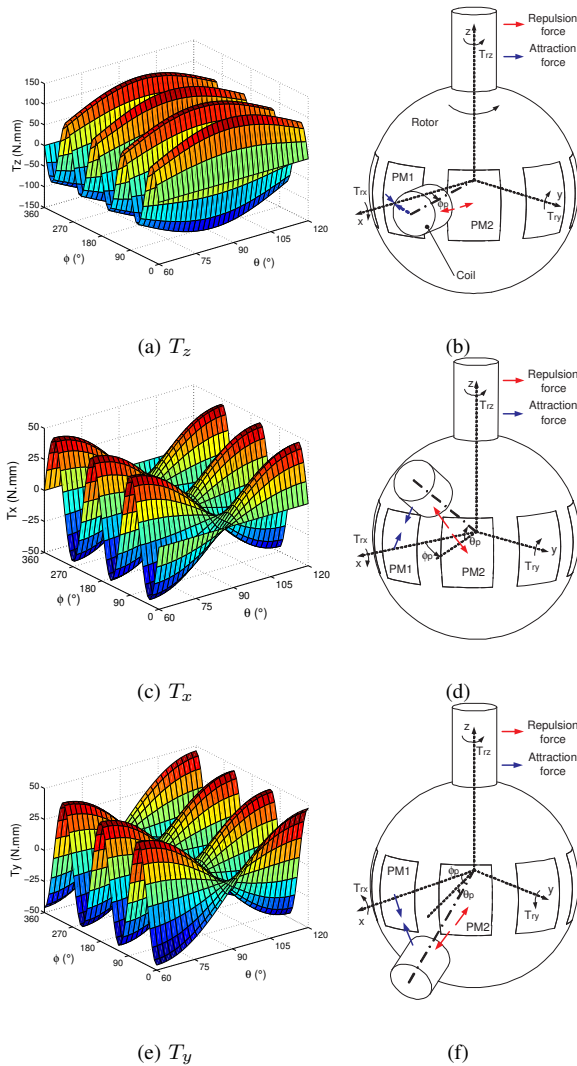 150
100
50
0
−50
−100
−150
360
270
180
90
0
60
75
90
105
120
Tz (N.mm)
ϕ (°)
θ (°)
z
Trz
Repulsion
force
Attraction
force
Rotor
PM1
Trx
x
ϕp
PM2
y
Try
Coil
(a) Tz
(b)
50
25
0
−25
−50
360
270
180
90
0
60
75
90
105
120
Tx (N.mm)
ϕ (°)
θ (°)
z
Trz
Repulsion
force
Attraction
force
Trx
x
PM1
ϕp
θp
PM2
y
Try
(c) Tx
(d)
50
25
0
−25
−50
360
270
180
90
0
60
75
90
105
120
Ty (N.mm)
ϕ (°)
θ (°)
z
Trz
Repulsion
force
Attraction
force
PM1
Trx
x
ϕp
θp
PM2
y
Try
(e) Ty
(f)